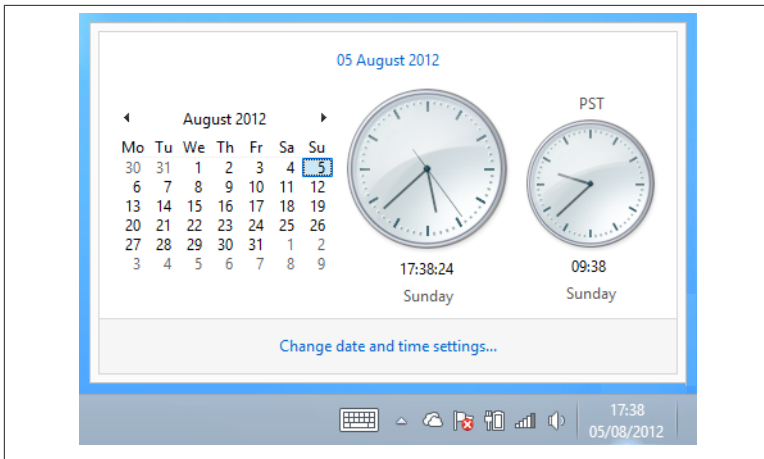 05 August 2012
August 2012
Mo Tu We Th Fr Sa Su
30 31 1 2 3 4 5
6 7 8 9 10 11 12
13 14 15 16 17 18 19
20 21 22 23 24 25 26
27 28 29 30 31 1 2
3 4 5 6 7 8 9
17:38:24
Sunday
PST
09:38
Sunday
Change date and time settings...
17:38
05/08/2012